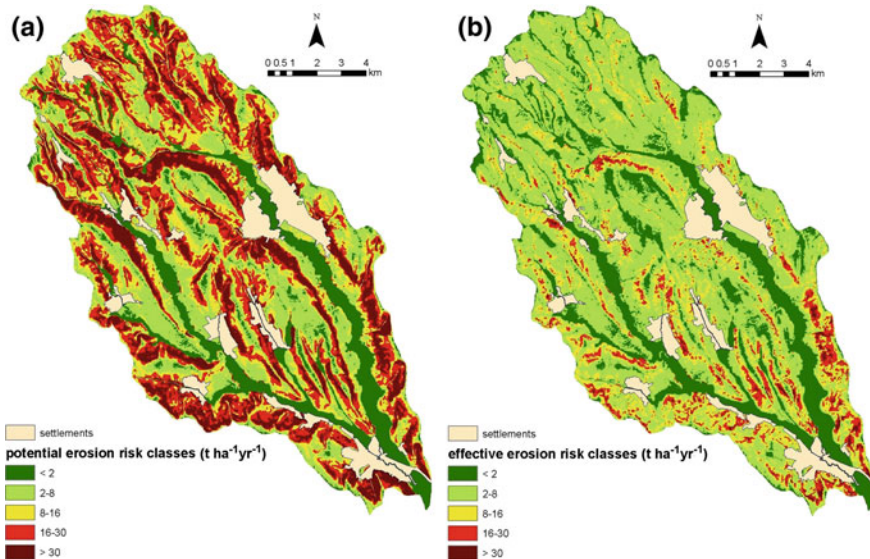 (a)
N
0 0.5 1 2 3 4
km
settlements
potential erosion risk classes (t ha⁻¹yr⁻¹)
< 2
2-8
8-16
16-30
> 30
(b)
N
0 0.5 1 2 3 4
km
settlements
effective erosion risk classes (t ha⁻¹yr⁻¹)
< 2
2-8
8-16
16-30
> 30